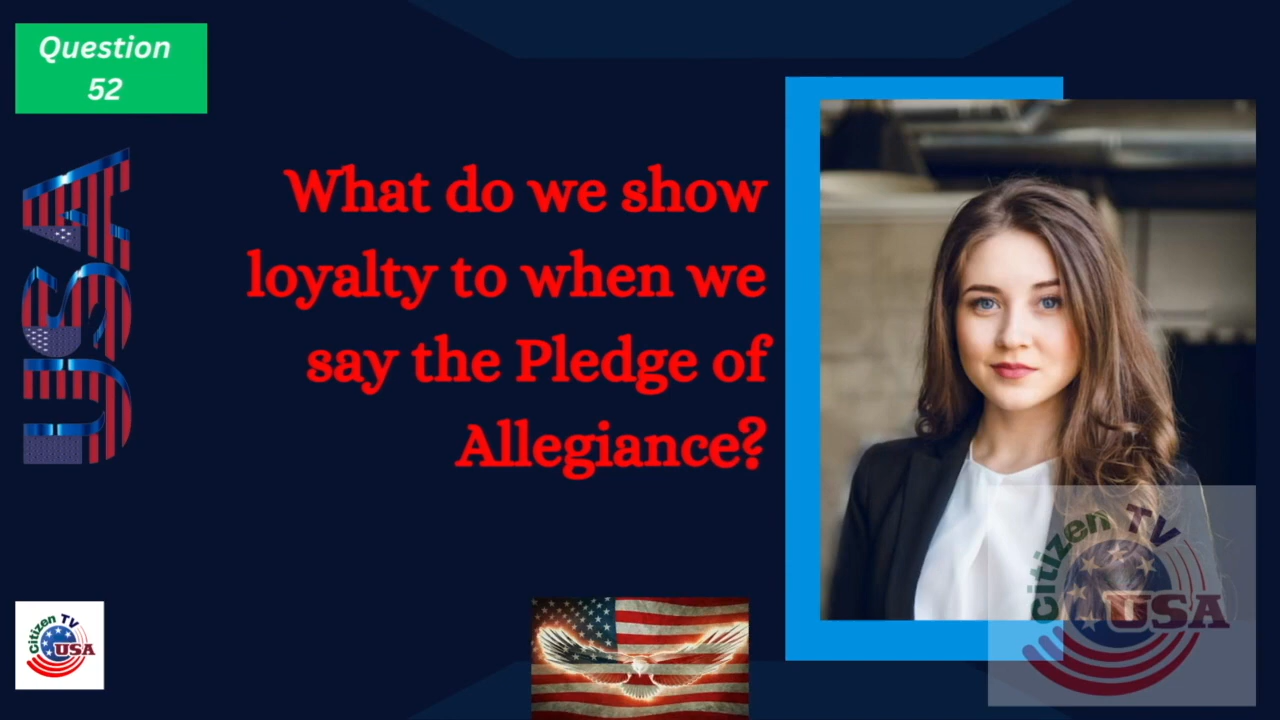 Question
52
USA
What do we show
loyalty to when we
say the Pledge of
Allegiance?
Citizen TV
USA
Citizen TV
USA